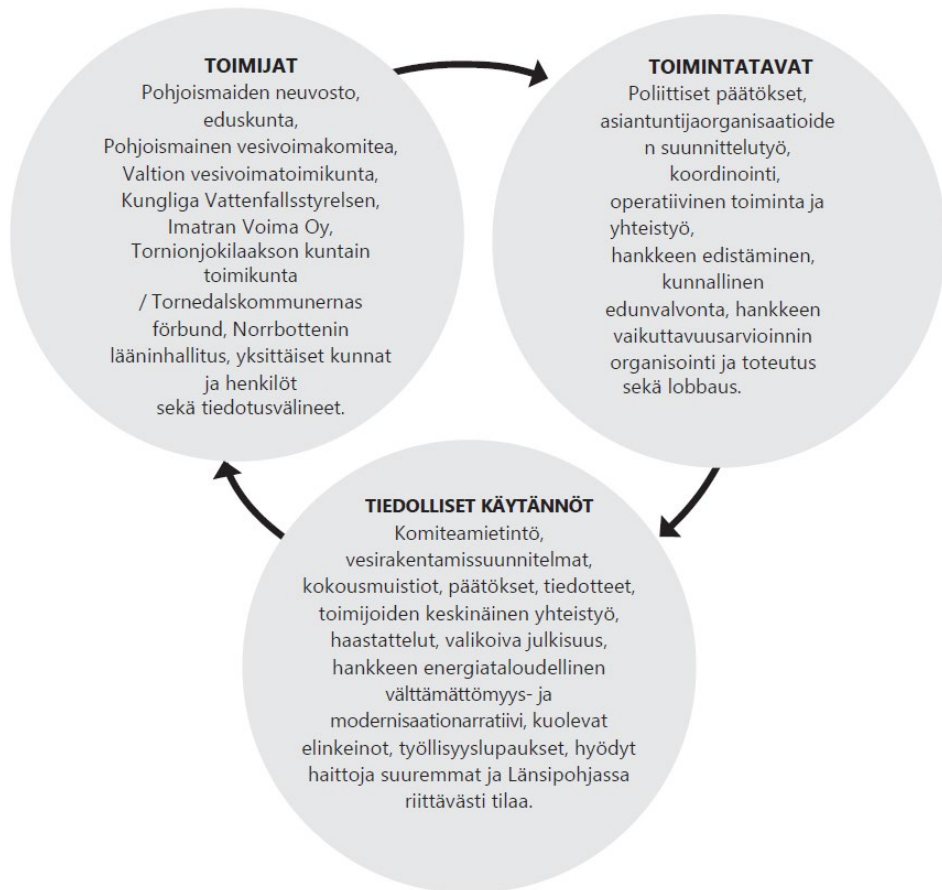 TOIMIJAT
Pohjoismaiden neuvosto,
eduskunta,
Pohjoismainen vesivoimakomitea,
Valtion vesivoimatoimikunta,
Kungliga Vattenfallsstyrelsen,
Imatran Voima Oy,
Tornionjokilaakson kuntain
toimikunta
/ Tornedalskommunernas
förbund, Norrbottenin
lääninhallitus, yksittäiset kunnat
ja henkilöt
sekä tiedotusvälineet.
TOIMINTATAVAT
Poliittiset päätökset,
asiantuntijaorganisaatioide
n suunnittelutyö,
koordinointi,
operatiivinen toiminta ja
yhteistyö,
hankkeen edistäminen,
kunnallinen
edunvalvonta, hankkeen
vaikuttavuusarvioinnin
organisointi ja toteutus
sekä lobbaus.
TIEDOLLISET KÄYTÄNNÖT
Komiteamietintö,
vesirakentamissuunnitelmat,
kokousmuistiot, päätökset, tiedotteet,
toimijoiden keskinäinen yhteistyö,
haastattelut, valikoiva julkisuus,
hankkeen energiataloudellinen
välttämättömyys- ja
modernisaationarratiivi, kuolevat
elinkeinot, työllisyyslupaukset, hyödyt
haittoja suuremmat ja Länsipohjassa
riittävästi tilaa.